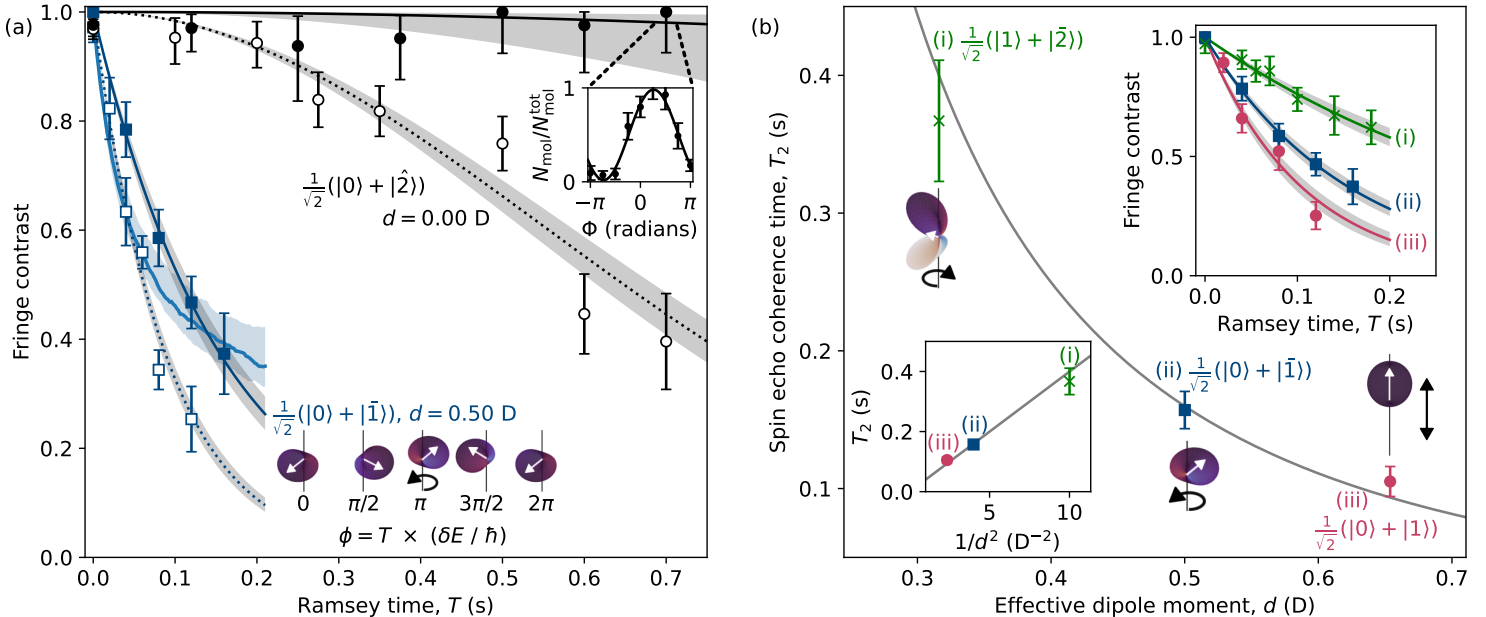 (a)
Fringe contrast
1.0
0.8
0.6
0.4
0.2
0.0
0.0 0.1 0.2 0.3 0.4 0.5 0.6 0.7
Ramsey time, T (s)
1/√2(|0⟩ + |2̂⟩)
d = 0.00 D
N_mol/N_mol^tot
1
0
−π 0 π
Φ (radians)
1/√2(|0⟩ + |1̄⟩), d = 0.50 D
0 π/2 π 3π/2 2π
ϕ = T × (δE / ħ)
(b)
Spin echo coherence time, T₂ (s)
0.4
0.3
0.2
0.1
0.3 0.4 0.5 0.6 0.7
Effective dipole moment, d (D)
(i) 1/√2(|1⟩ + |2̄⟩)
(ii) 1/√2(|0⟩ + |1̄⟩)
(iii)
1/√2(|0⟩ + |1⟩)
T₂ (s)
0.4
0.2
0.0
5 10
1/d² (D⁻²)
(i)
(ii)
(iii)
Fringe contrast
1.0
0.5
0.0
0.0 0.1 0.2
Ramsey time, T (s)
(i)
(ii)
(iii)